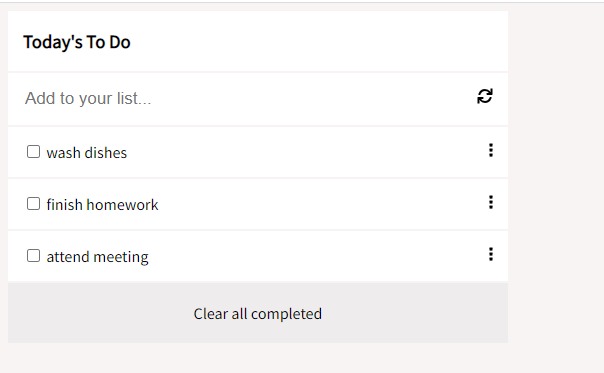 Today's To Do
Add to your list...
wash dishes
finish homework
attend meeting
Clear all completed